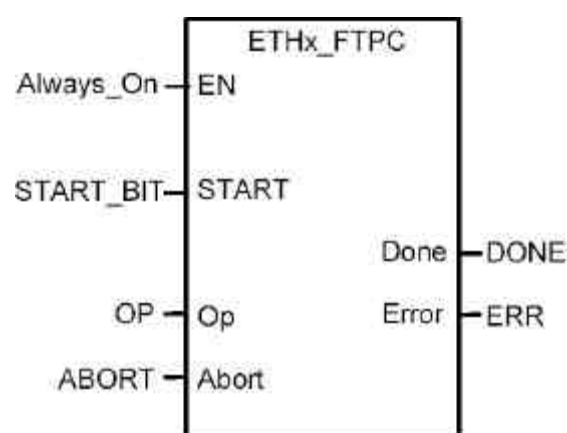 ETHx_FTPC
Always_On EN
START_BIT START
Done DONE
OP Op Error ERR
ABORT Abort